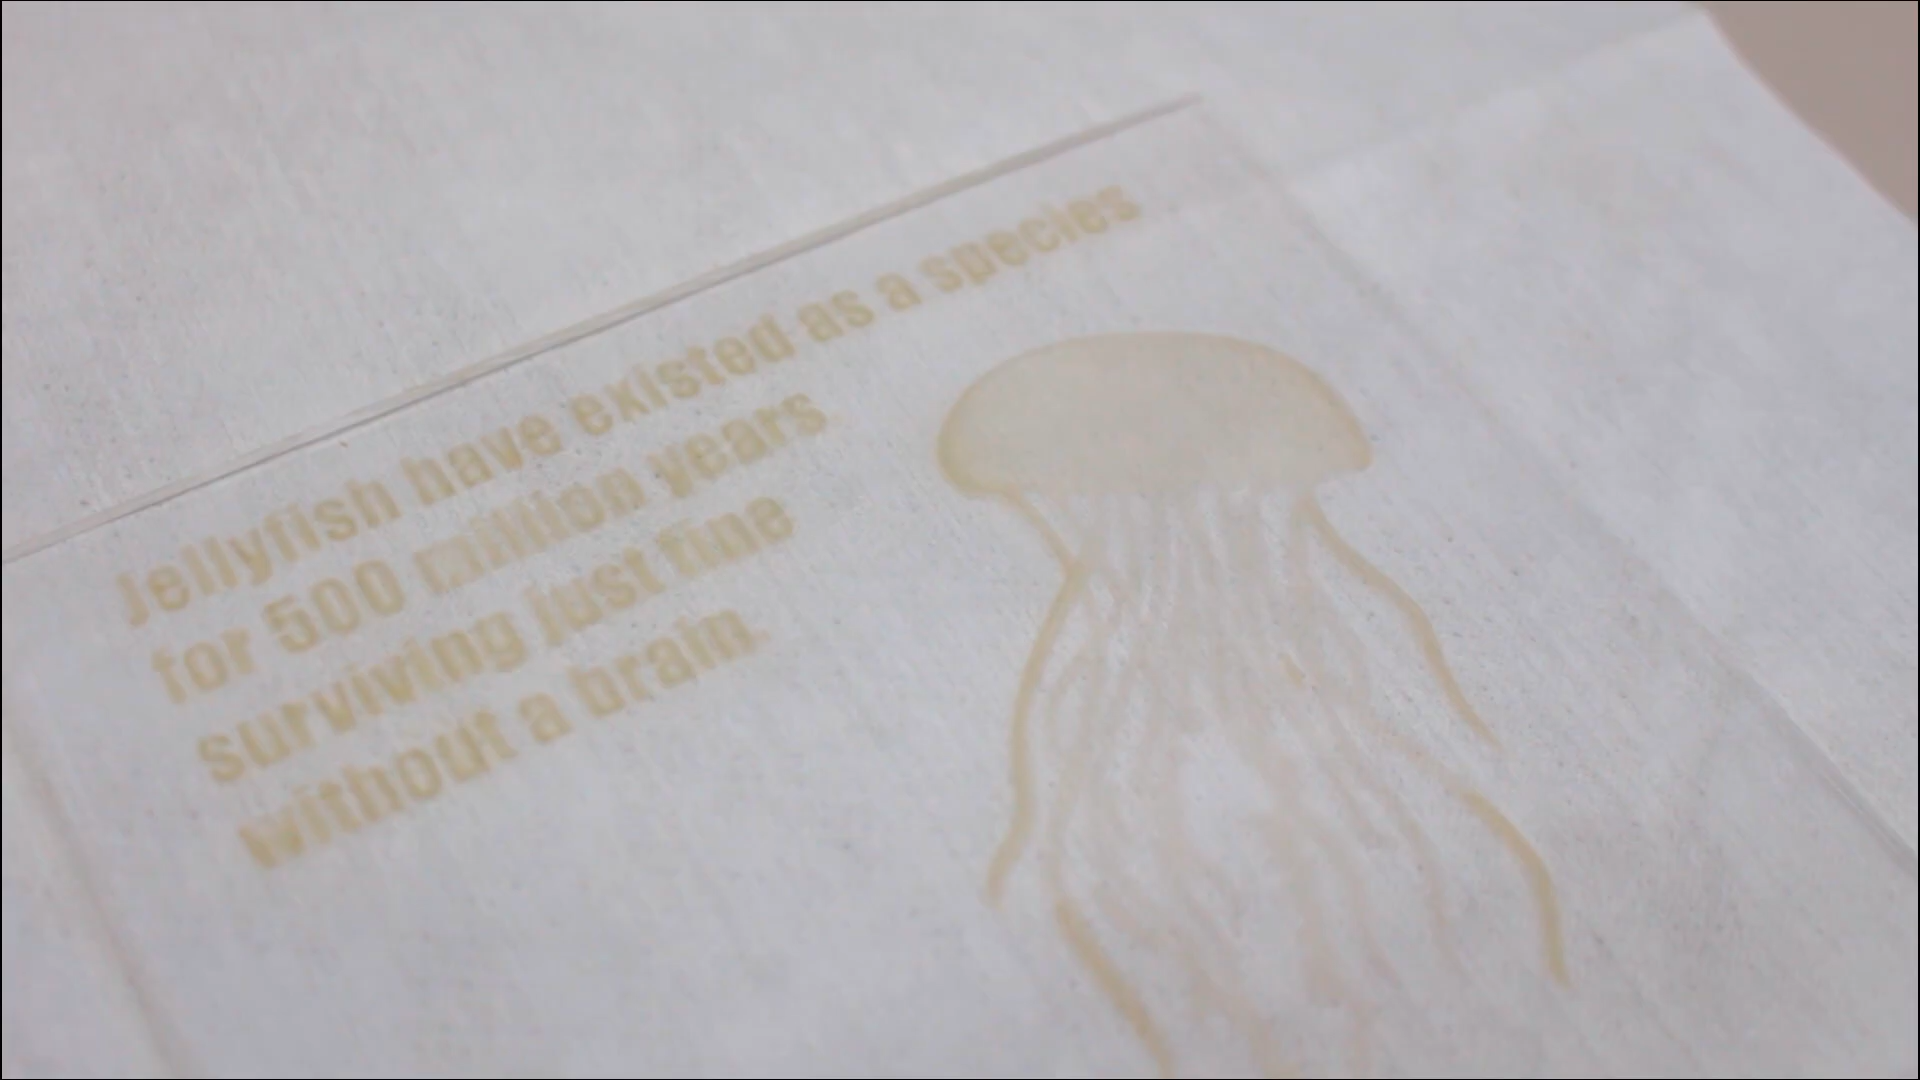 Jellyfish have existed as a species
for 500 million years
surviving just fine
without a brain.